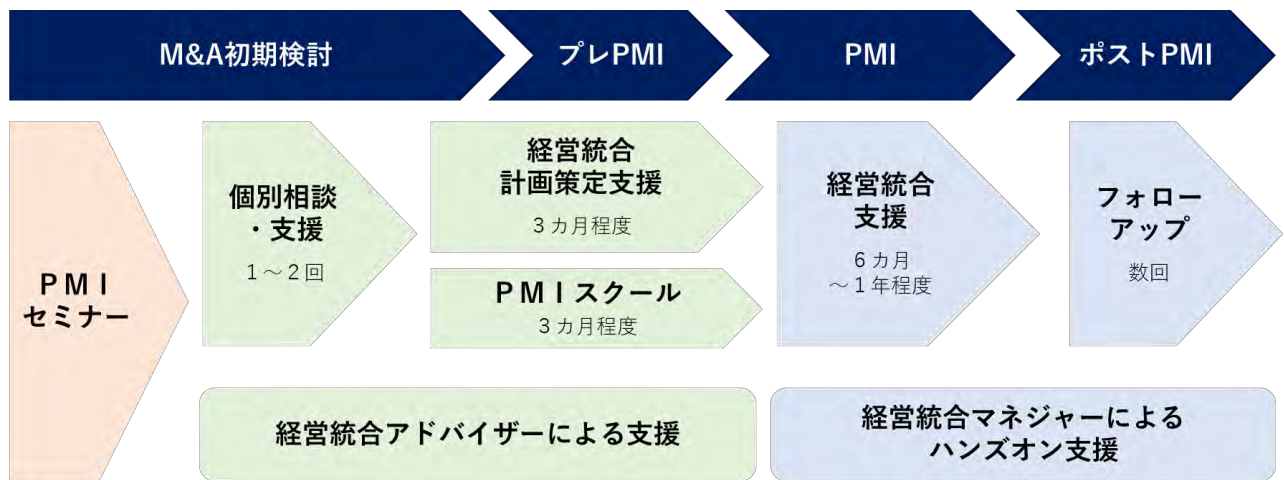 M&A初期検討
プレPMI
PMI
ポストPMI
ＰＭＩ
セミナー
個別相談
・支援
1～2回
経営統合
計画策定支援
3カ月程度
ＰＭＩスクール
3カ月程度
経営統合
支援
6カ月
～1年程度
フォロー
アップ
数回
経営統合アドバイザーによる支援
経営統合マネジャーによる
ハンズオン支援